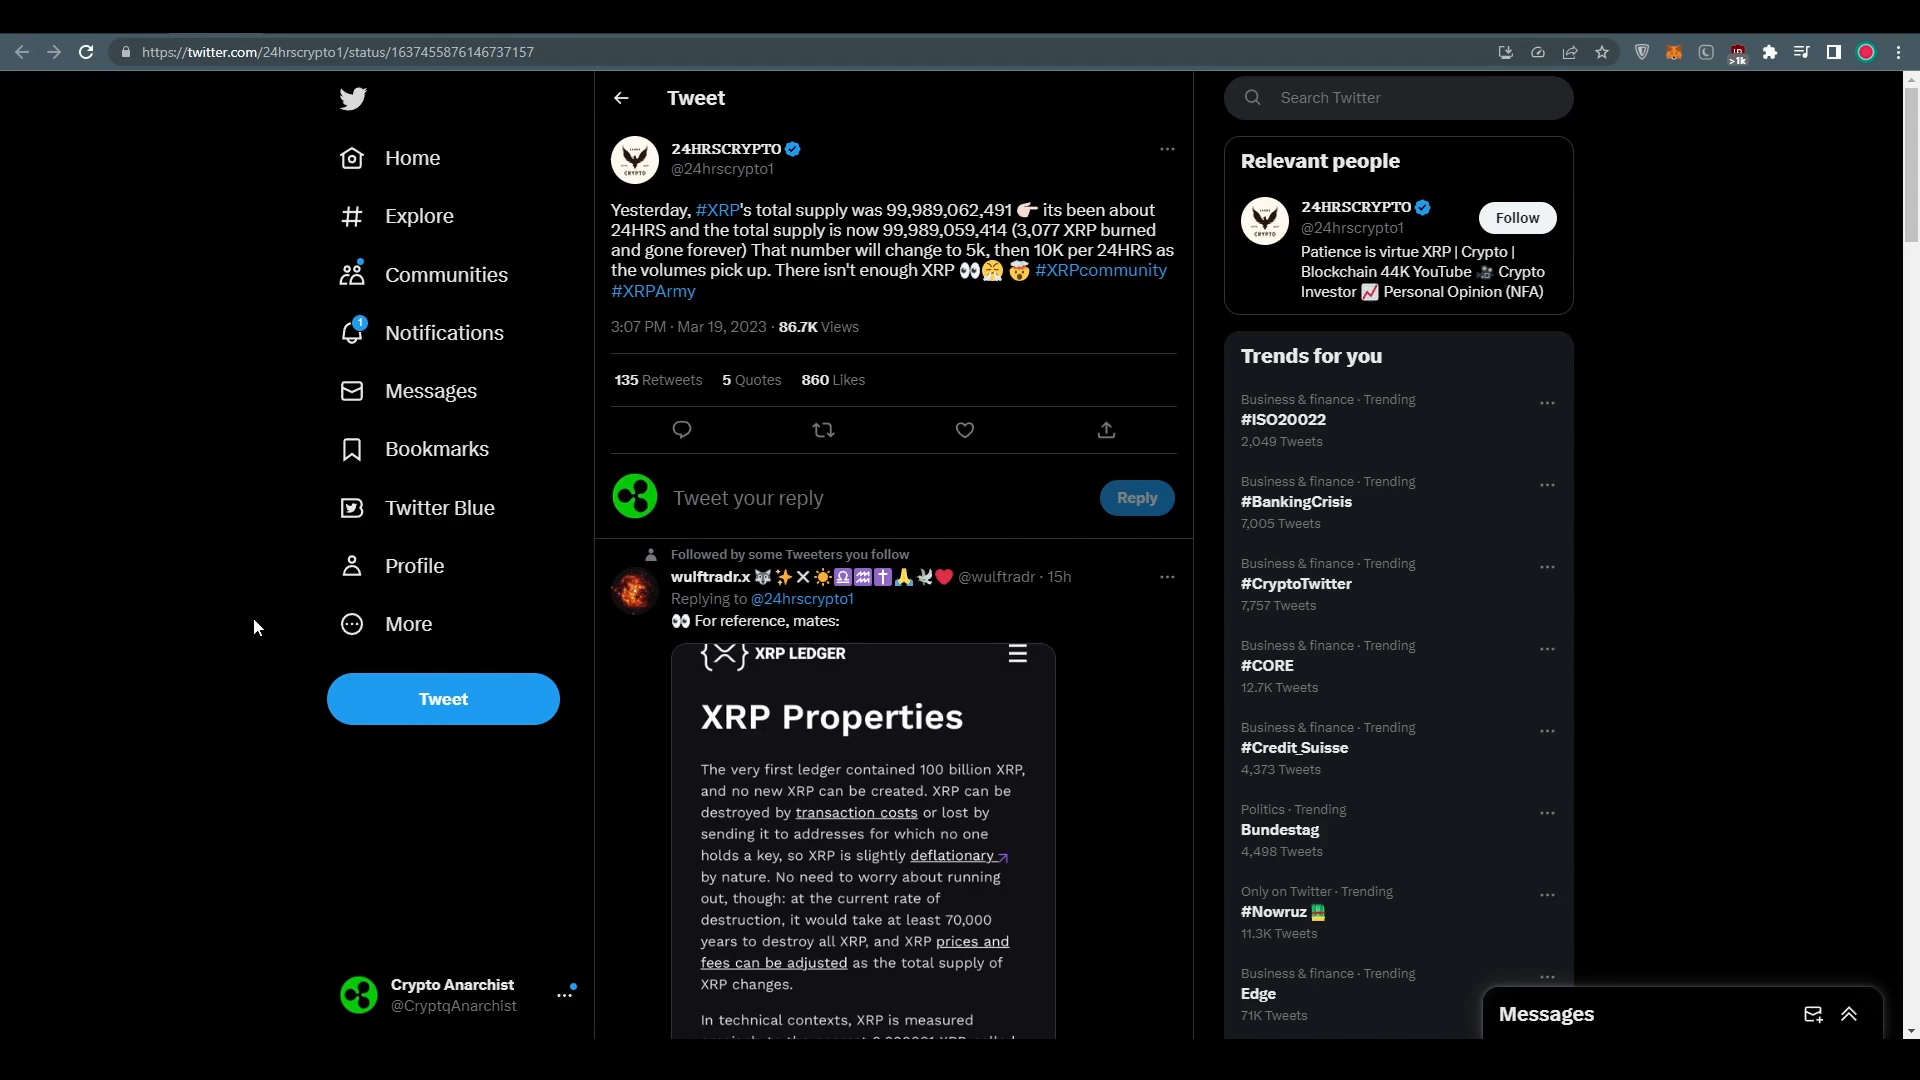 https://twitter.com/24hrscrypto1/status/1637455876146737157
>1k
Home
Explore
Communities
1
Notifications
Messages
Bookmarks
Twitter Blue
Profile
More
Tweet
Crypto Anarchist
@CryptqAnarchist
Tweet
CRYPTO
24HRSCRYPTO
@24hrscrypto1
Yesterday, #XRP's total supply was 99,989,062,491 👉🏻 its been about
24HRS and the total supply is now 99,989,059,414 (3,077 XRP burned
and gone forever) That number will change to 5k, then 10K per 24HRS as
the volumes pick up. There isn't enough XRP 👀😤 🤯 #XRPcommunity
#XRPArmy
3:07 PM · Mar 19, 2023 · 86.7K Views
135 Retweets 5 Quotes 860 Likes
Tweet your reply
Reply
Followed by some Tweeters you follow
wulftradr.x 🐺✨❌☀️♎♒✝️🙏🕊️❤️ @wulftradr · 15h
Replying to @24hrscrypto1
👀 For reference, mates:
{X} XRP LEDGER
XRP Properties
The very first ledger contained 100 billion XRP,
and no new XRP can be created. XRP can be
destroyed by transaction costs or lost by
sending it to addresses for which no one
holds a key, so XRP is slightly deflationary
by nature. No need to worry about running
out, though: at the current rate of
destruction, it would take at least 70,000
years to destroy all XRP, and XRP prices and
fees can be adjusted as the total supply of
XRP changes.
In technical contexts, XRP is measured
Search Twitter
Relevant people
CRYPTO
24HRSCRYPTO
@24hrscrypto1
Follow
Patience is virtue XRP | Crypto |
Blockchain 44K YouTube 🎥 Crypto
Investor 📈 Personal Opinion (NFA)
Trends for you
Business & finance · Trending
#ISO20022
2,049 Tweets
Business & finance · Trending
#BankingCrisis
7,005 Tweets
Business & finance · Trending
#CryptoTwitter
7,757 Tweets
Business & finance · Trending
#CORE
12.7K Tweets
Business & finance · Trending
#Credit_Suisse
4,373 Tweets
Politics · Trending
Bundestag
4,498 Tweets
Only on Twitter · Trending
#Nowruz
11.3K Tweets
Business & finance · Trending
Edge
71K Tweets
Messages